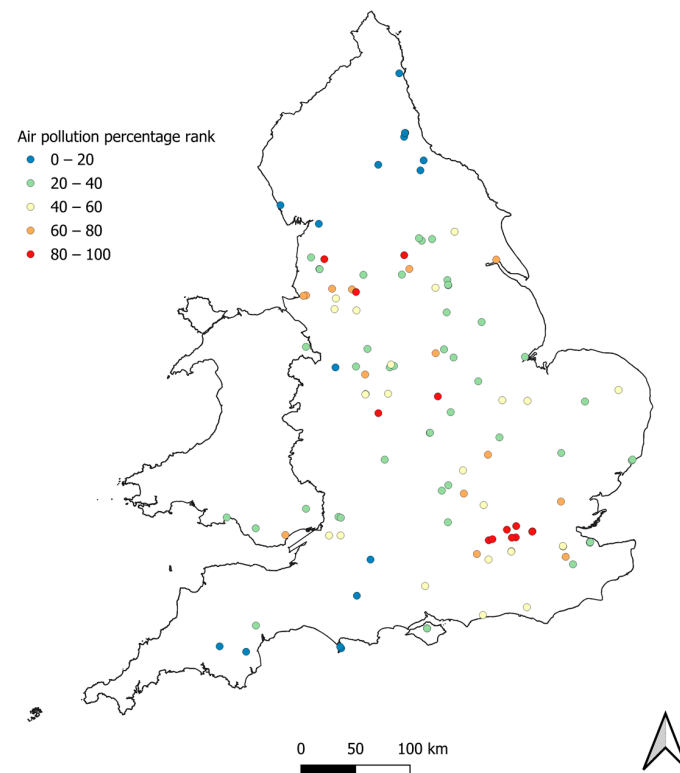 Air pollution percentage rank
0 – 20
20 – 40
40 – 60
60 – 80
80 – 100
0 50 100 km